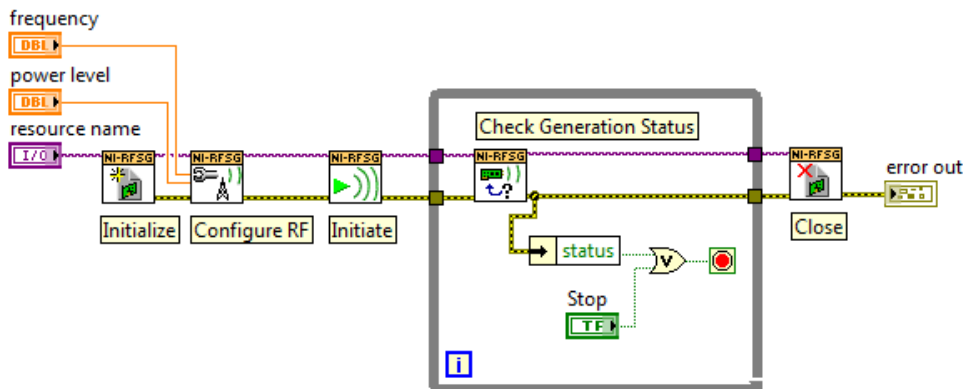 frequency
DBL
power level
DBL
resource name
I/O
NI-RFSG
NI-RFSG
NI-RFSG
Initialize
Configure RF
Initiate
Check Generation Status
NI-RFSG
?
status
V
Stop
TF
i
NI-RFSG
Close
error out